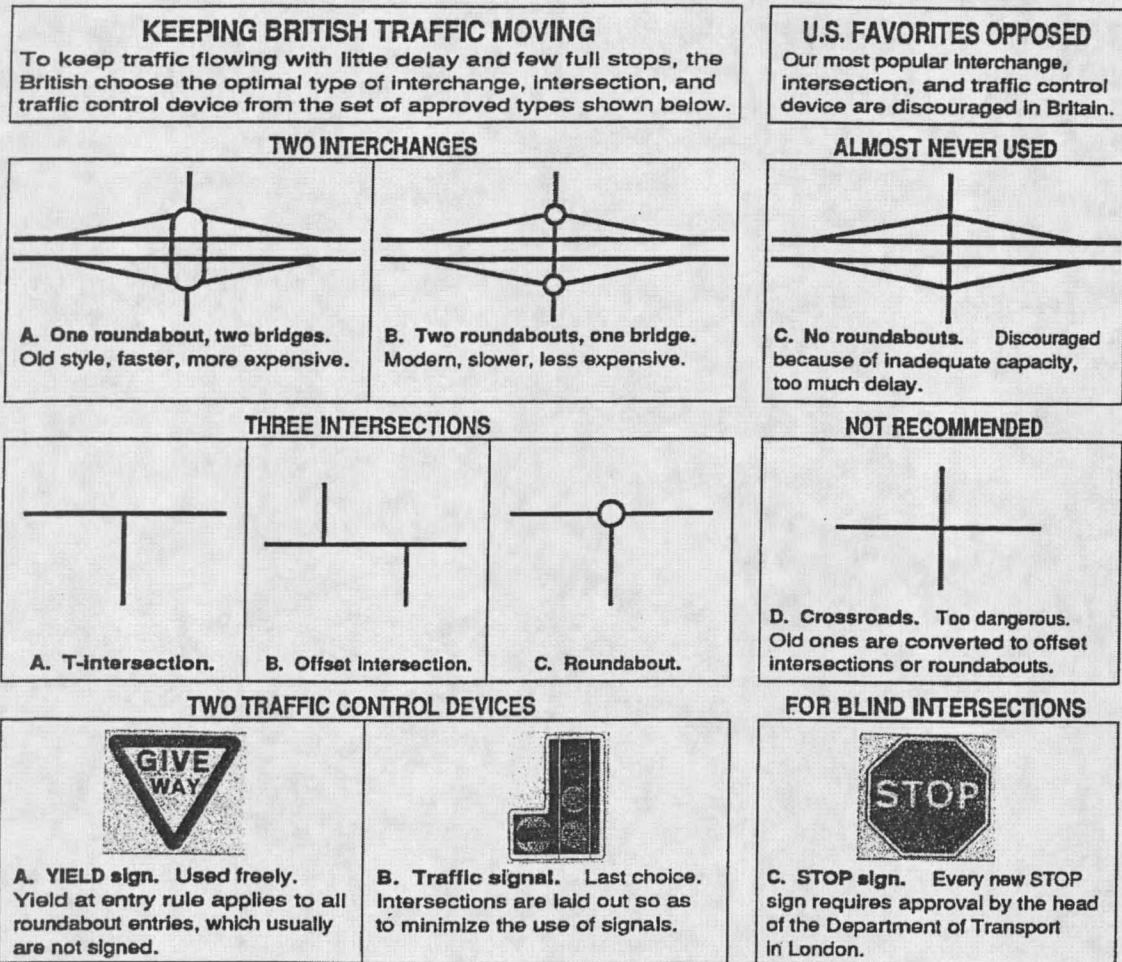 KEEPING BRITISH TRAFFIC MOVING
To keep traffic flowing with little delay and few full stops, the
British choose the optimal type of interchange, intersection, and
traffic control device from the set of approved types shown below.
U.S. FAVORITES OPPOSED
Our most popular interchange,
intersection, and traffic control
device are discouraged in Britain.
TWO INTERCHANGES
A. One roundabout, two bridges.
Old style, faster, more expensive.
B. Two roundabouts, one bridge.
Modern, slower, less expensive.
ALMOST NEVER USED
C. No roundabouts. Discouraged
because of inadequate capacity,
too much delay.
THREE INTERSECTIONS
A. T-intersection.
B. Offset intersection.
C. Roundabout.
NOT RECOMMENDED
D. Crossroads. Too dangerous.
Old ones are converted to offset
intersections or roundabouts.
TWO TRAFFIC CONTROL DEVICES
GIVE
WAY
A. YIELD sign. Used freely.
Yield at entry rule applies to all
roundabout entries, which usually
are not signed.
B. Traffic signal. Last choice.
Intersections are laid out so as
to minimize the use of signals.
FOR BLIND INTERSECTIONS
STOP
C. STOP sign. Every new STOP
sign requires approval by the head
of the Department of Transport
in London.